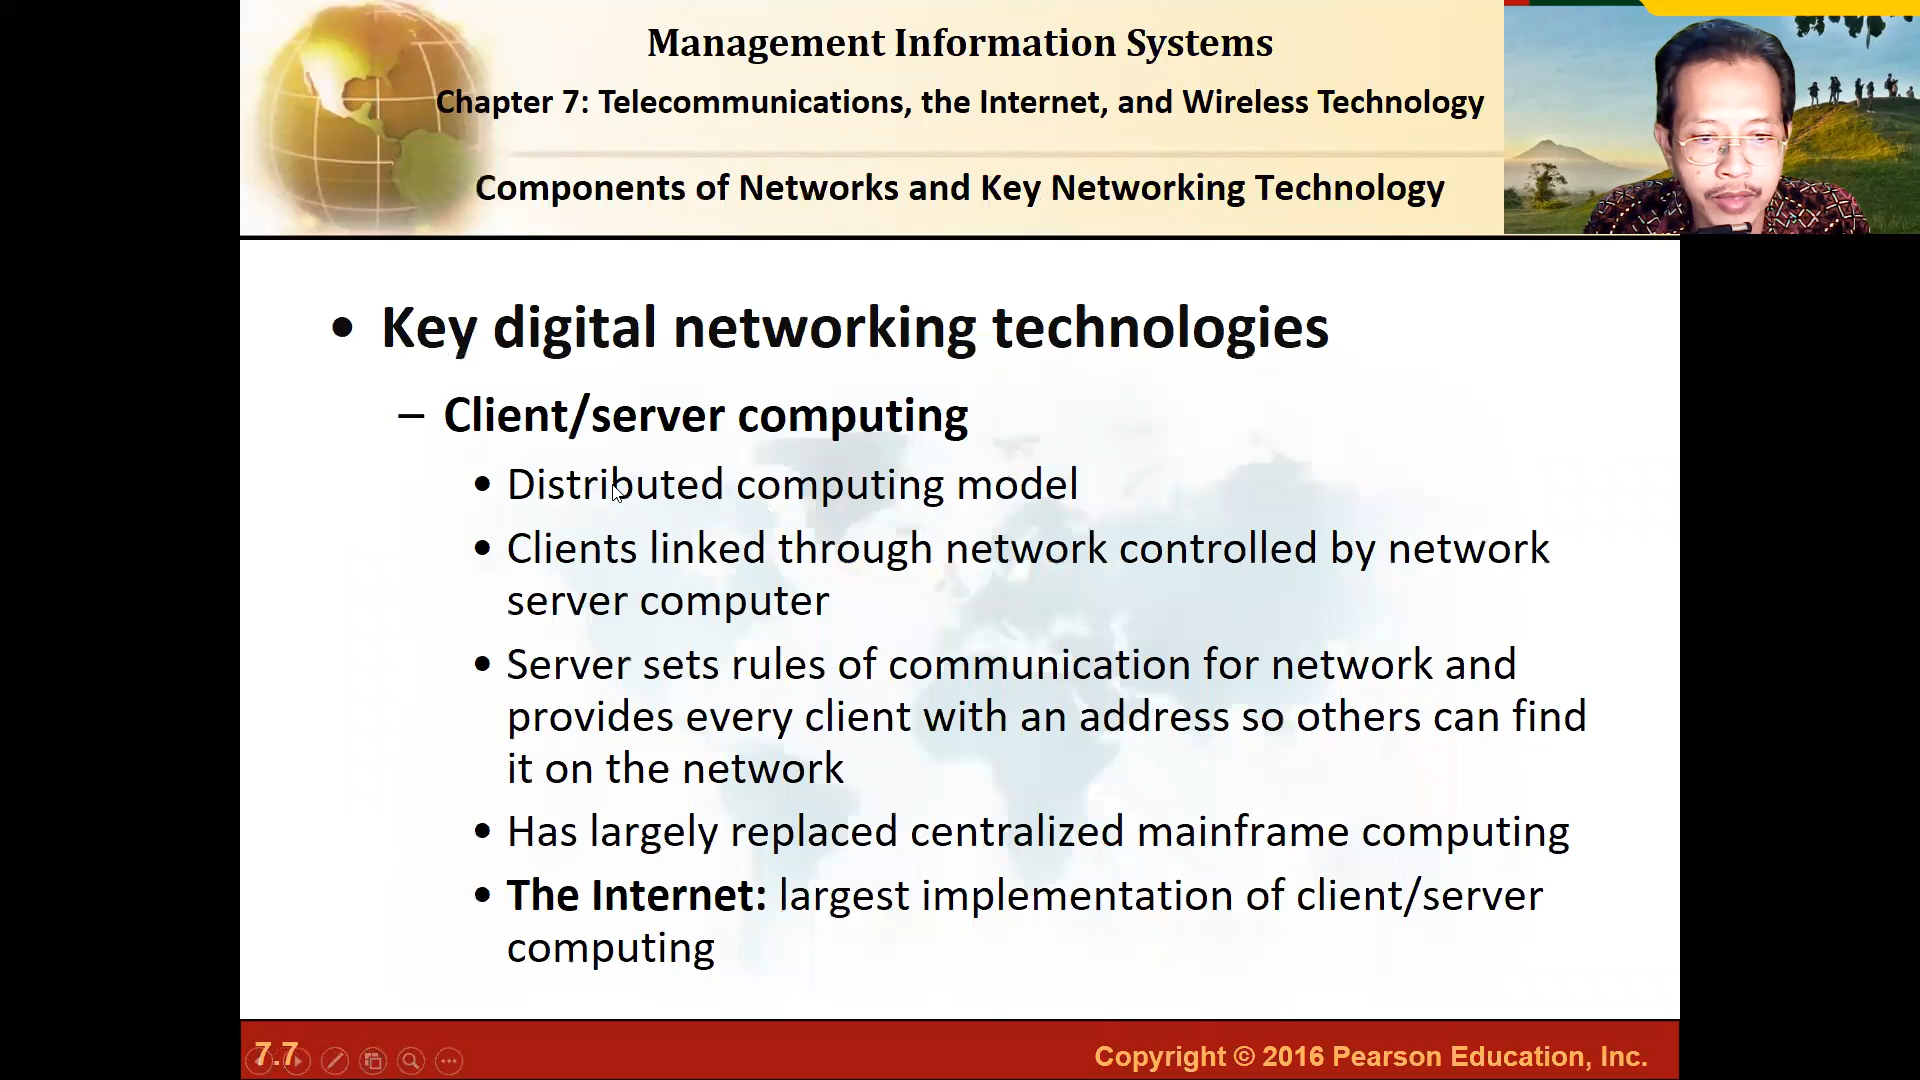 Management Information Systems
Chapter 7: Telecommunications, the Internet, and Wireless Technology
Components of Networks and Key Networking Technology
• Key digital networking technologies
– Client/server computing
• Distributed computing model
• Clients linked through network controlled by network
server computer
• Server sets rules of communication for network and
provides every client with an address so others can find
it on the network
• Has largely replaced centralized mainframe computing
• The Internet: largest implementation of client/server
computing
7.7
Copyright © 2016 Pearson Education, Inc.